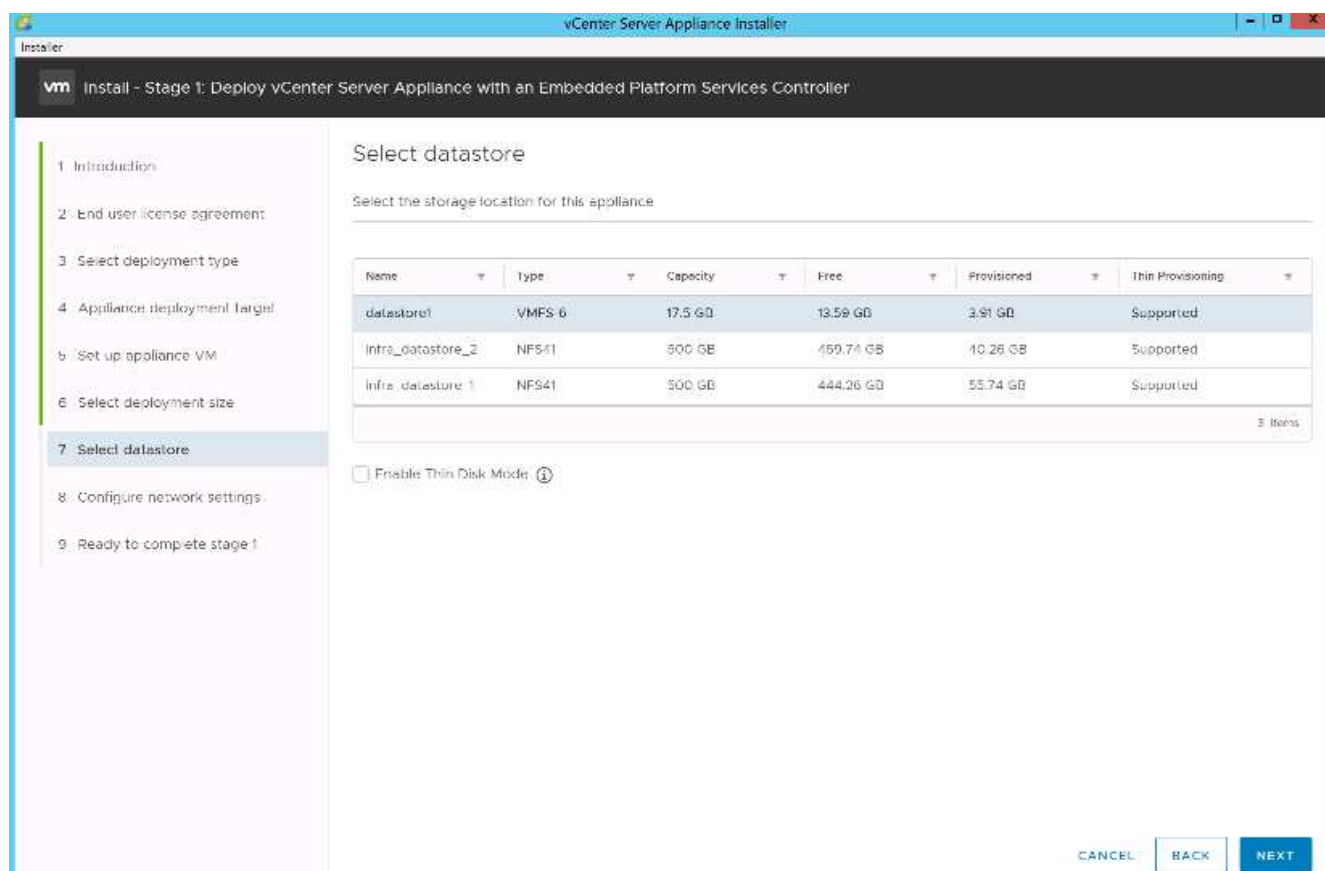 vCenter Server Appliance Installer
Installer
vm Install - Stage 1: Deploy vCenter Server Appliance with an Embedded Platform Services Controller
1 Introduction
2 End user license agreement
3 Select deployment type
4 Appliance deployment target
5 Set up appliance VM
6 Select deployment size
7 Select datastore
8 Configure network settings
9 Ready to complete stage 1
Select datastore
Select the storage location for this appliance
Name Type Capacity Free Provisioned Thin Provisioning
datastore1 VMFS-6 17.5 GB 13.59 GB 3.91 GB Supported
infra_datastore_2 NFS41 500 GB 459.74 GB 40.26 GB Supported
infra_datastore_1 NFS41 500 GB 444.26 GB 55.74 GB Supported
3 items
Enable Thin Disk Mode
CANCEL BACK NEXT